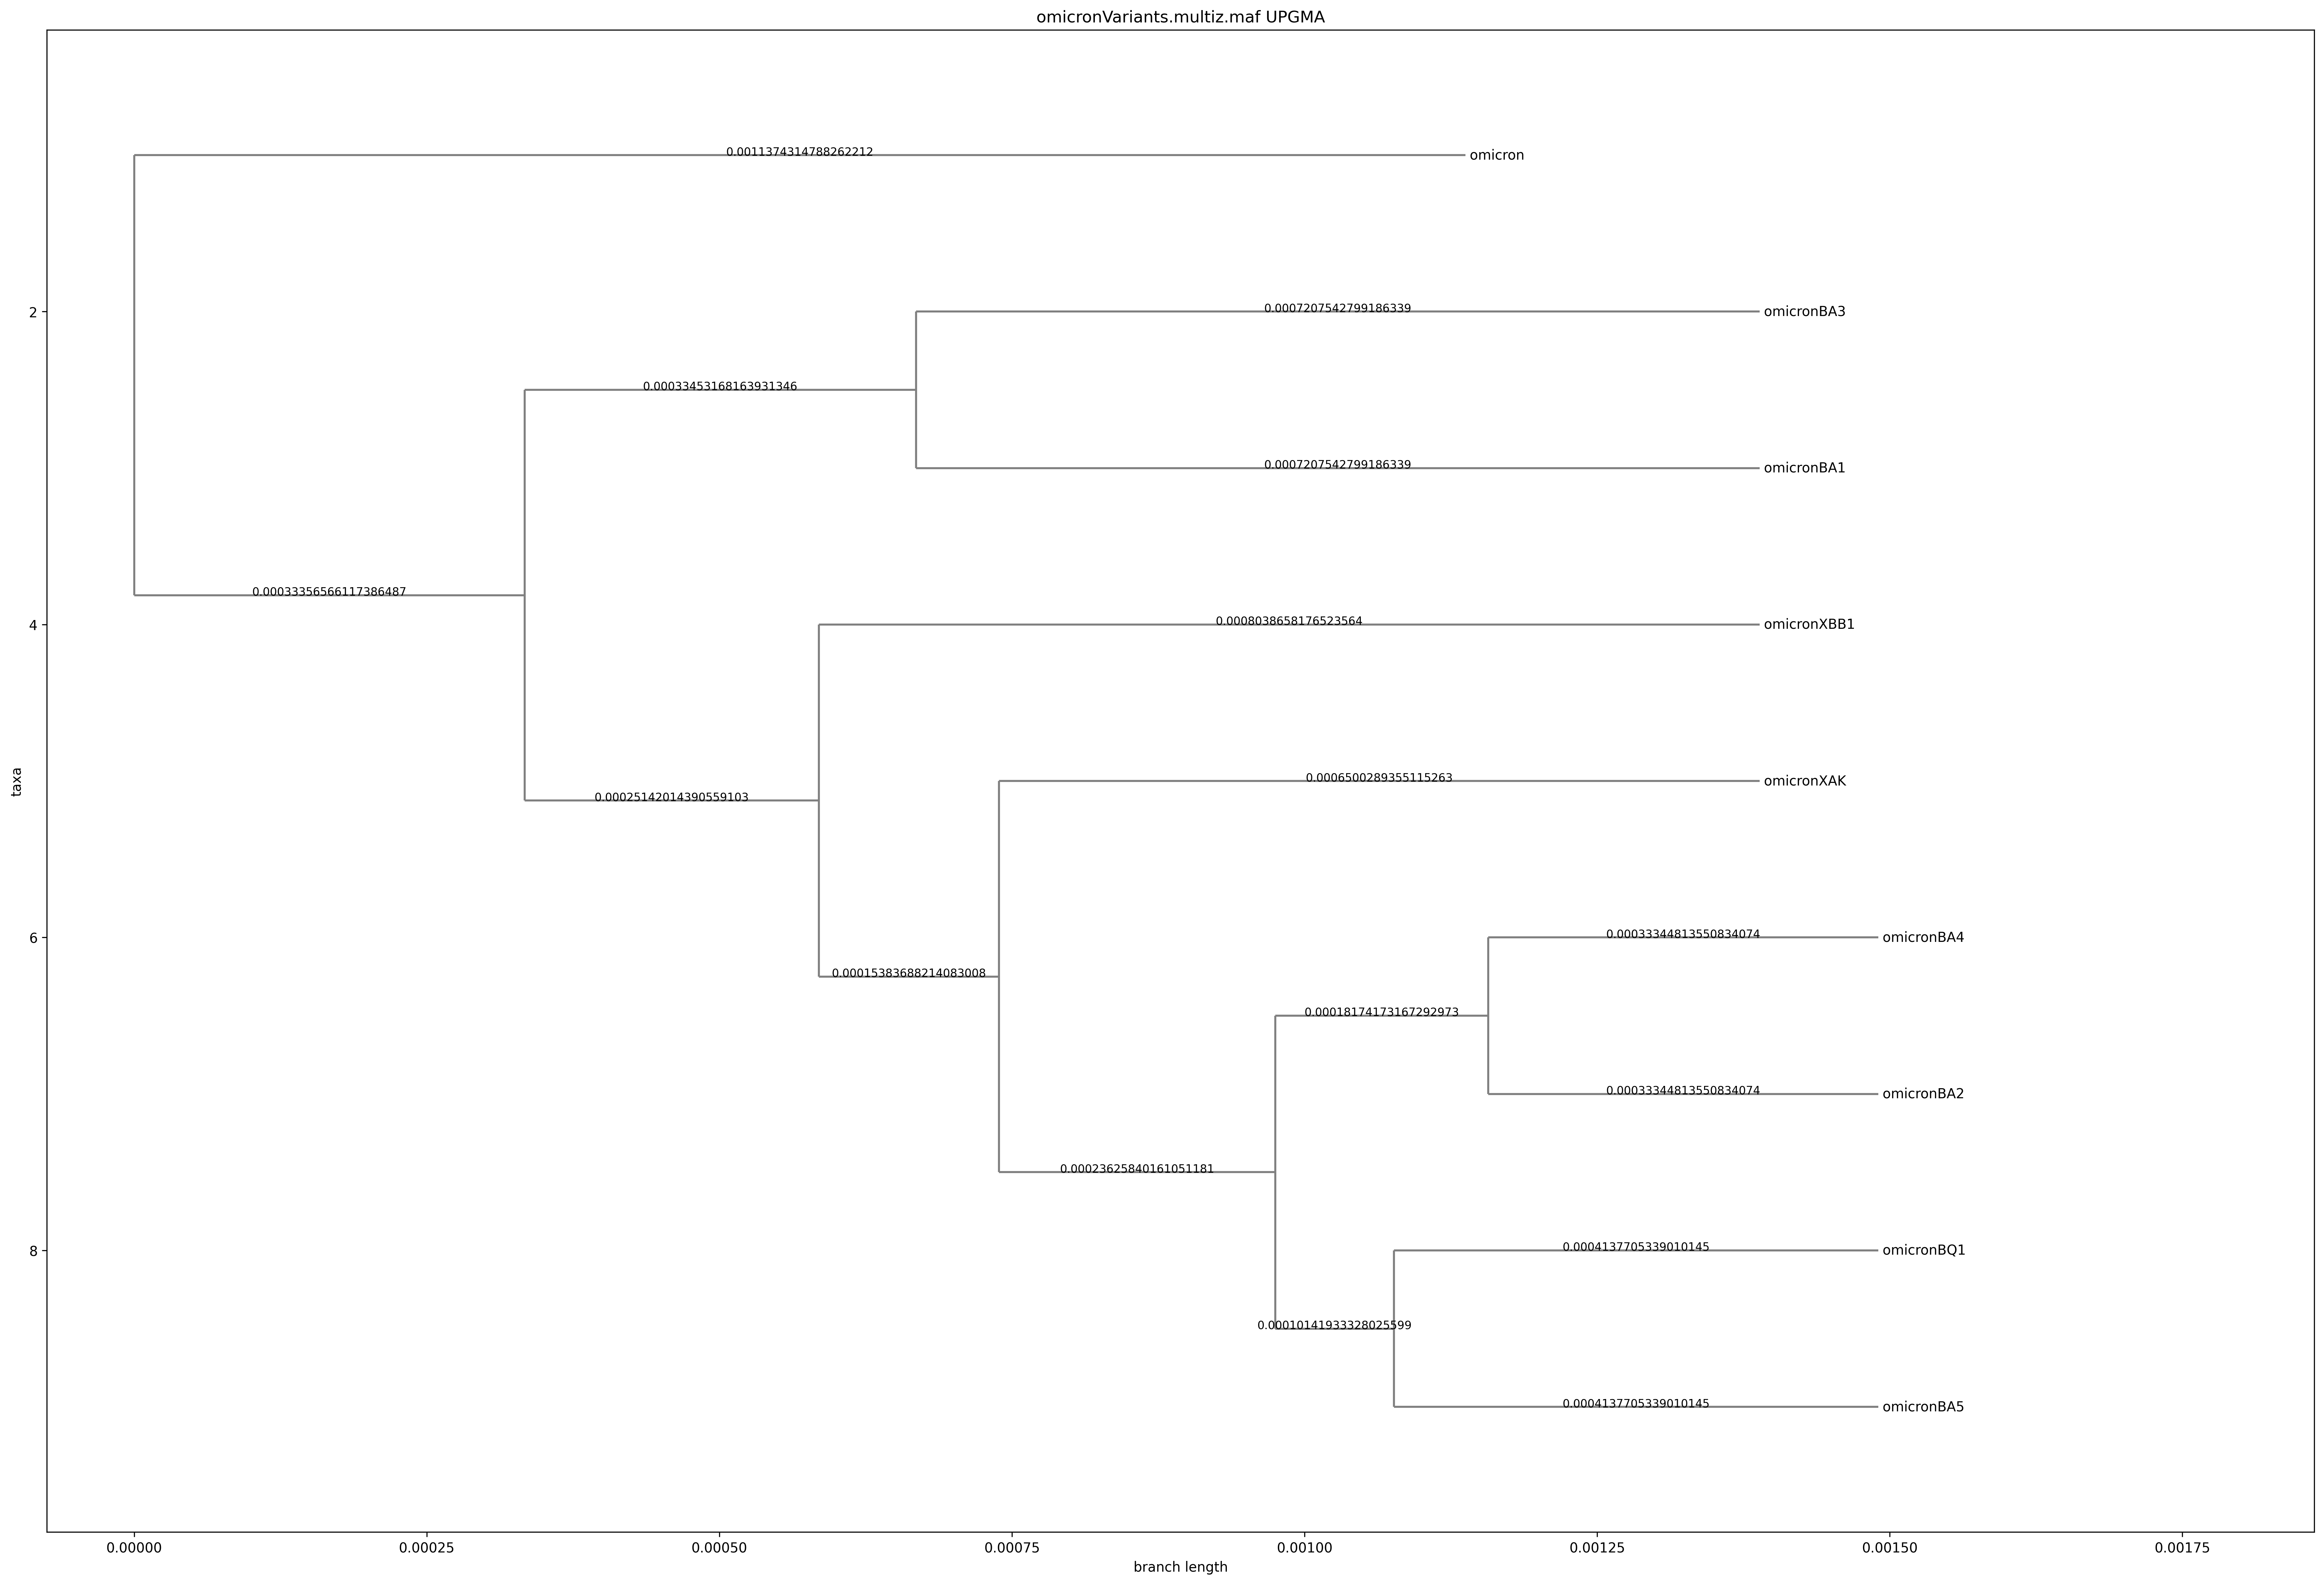 omicronVariants.multiz.maf UPGMA
0.0011374314788262212
omicron
0.0007207542799186339
omicronBA3
2
0.00033453168163931346
0.0007207542799186339
omicronBA1
0.00033356566117386487
0.0008038658176523564
omicronXBB1
4
0.0006500289355115263
omicronXAK
taxa
0.00025142014390559103
0.00033344813550834074
omicronBA4
6
0.00015383688214083008
0.00018174173167292973
0.00033344813550834074
omicronBA2
0.00023625840161051181
0.0004137705339010145
omicronBQ1
8
0.00010141933328025599
0.0004137705339010145
omicronBA5
0.00000
0.00025
0.00050
0.00075
0.00100
0.00125
0.00150
0.00175
branch length